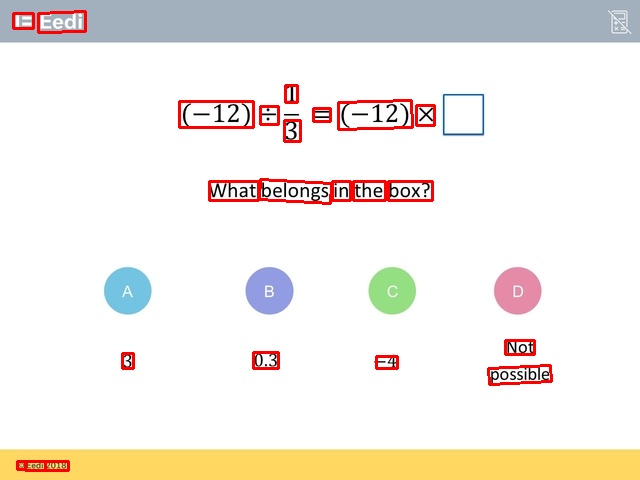 Eedi
(−12) ÷ 1/3 = (−12) ×
What belongs in the box?
A B C D
3 0.3 −4 Not possible
× Eedi 2018